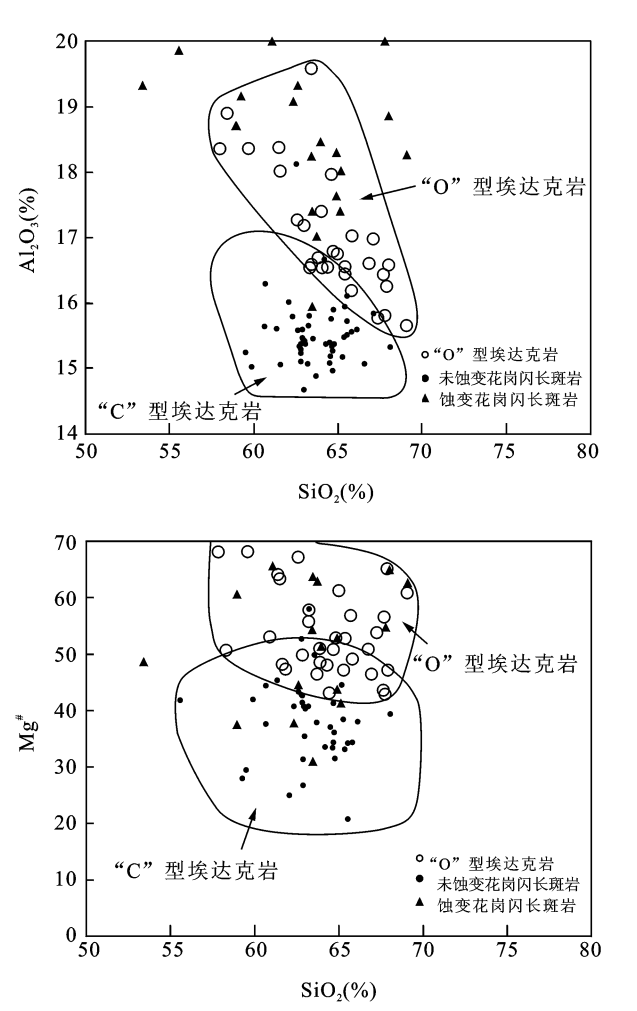 20
19
18
17
16
15
14
Al₂O₃(%)
“O” 型埃达克岩
“C” 型埃达克岩
“O” 型埃达克岩
未蚀变花岗闪长斑岩
蚀变花岗闪长斑岩
50 55 60 65 70 75 80
SiO₂(%)
70
60
50
40
30
20
10
0
Mg#
“O” 型埃达克岩
“C” 型埃达克岩
“O” 型埃达克岩
未蚀变花岗闪长斑岩
蚀变花岗闪长斑岩
50 55 60 65 70 75 80
SiO₂(%)